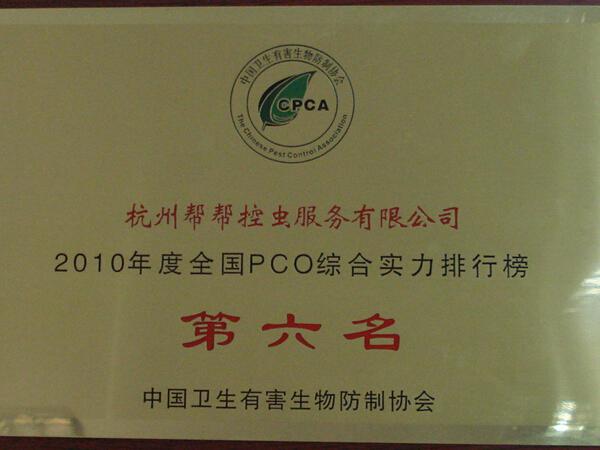 中国卫生有害生物防制协会
CPCA
The Chinese Pest Control Association
杭州帮帮控虫服务有限公司
2010年度全国PCO综合实力排行榜
第六名
中国卫生有害生物防制协会